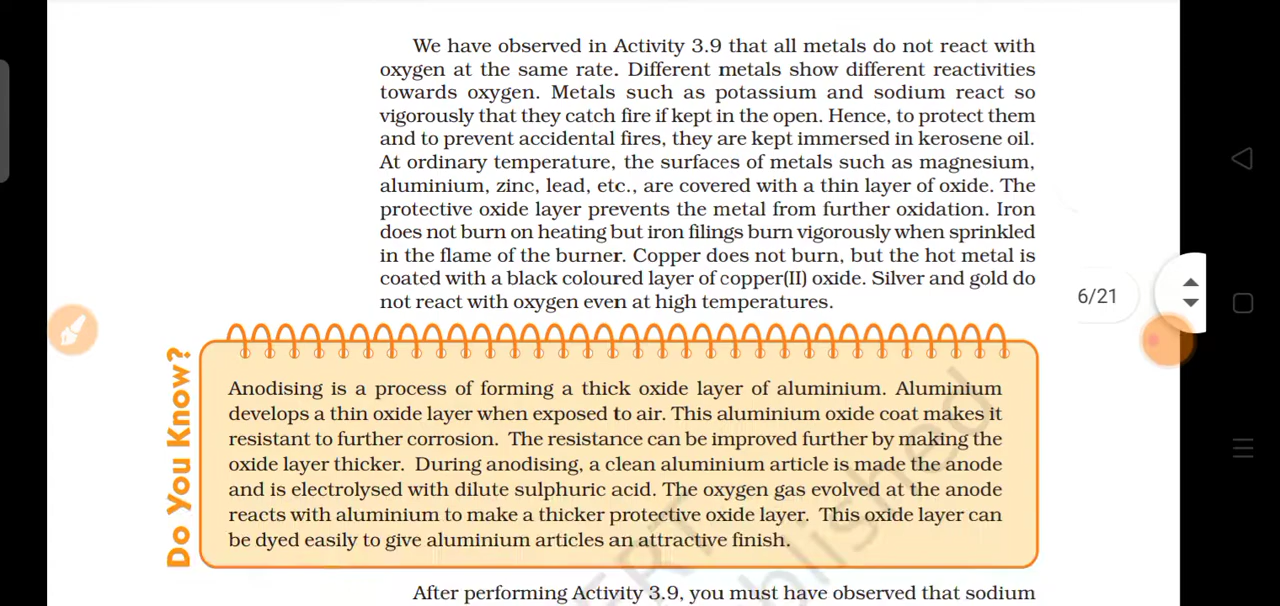 We have observed in Activity 3.9 that all metals do not react with
oxygen at the same rate. Different metals show different reactivities
towards oxygen. Metals such as potassium and sodium react so
vigorously that they catch fire if kept in the open. Hence, to protect them
and to prevent accidental fires, they are kept immersed in kerosene oil.
At ordinary temperature, the surfaces of metals such as magnesium,
aluminium, zinc, lead, etc., are covered with a thin layer of oxide. The
protective oxide layer prevents the metal from further oxidation. Iron
does not burn on heating but iron filings burn vigorously when sprinkled
in the flame of the burner. Copper does not burn, but the hot metal is
coated with a black coloured layer of copper(II) oxide. Silver and gold do
not react with oxygen even at high temperatures.
6/21
Do You Know?
Anodising is a process of forming a thick oxide layer of aluminium. Aluminium
develops a thin oxide layer when exposed to air. This aluminium oxide coat makes it
resistant to further corrosion. The resistance can be improved further by making the
oxide layer thicker. During anodising, a clean aluminium article is made the anode
and is electrolysed with dilute sulphuric acid. The oxygen gas evolved at the anode
reacts with aluminium to make a thicker protective oxide layer. This oxide layer can
be dyed easily to give aluminium articles an attractive finish.
After performing Activity 3.9, you must have observed that sodium